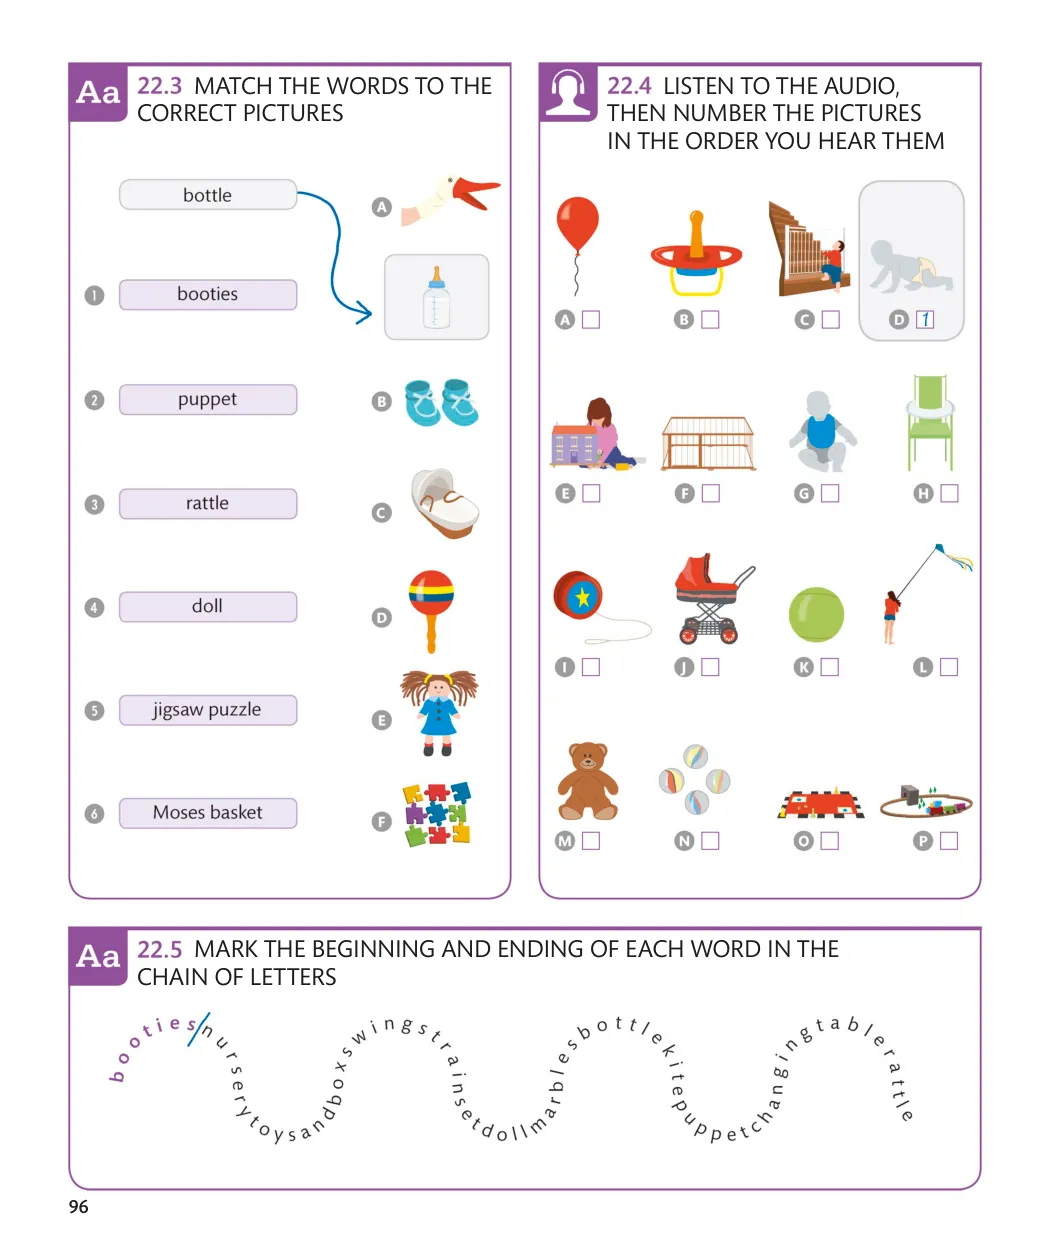 Aa
22.3 MATCH THE WORDS TO THE
CORRECT PICTURES
bottle
A
1 booties
2 puppet
B
3 rattle
C
4 doll
D
5 jigsaw puzzle
E
6 Moses basket
F
22.4 LISTEN TO THE AUDIO,
THEN NUMBER THE PICTURES
IN THE ORDER YOU HEAR THEM
A B C D 1
E F G H
I J K L
M N O P
Aa
22.5 MARK THE BEGINNING AND ENDING OF EACH WORD IN THE
CHAIN OF LETTERS
booties/nurserytoysandboxswingstrainsetdollmarblesbottlekitepuppetchangingtablerattle
96